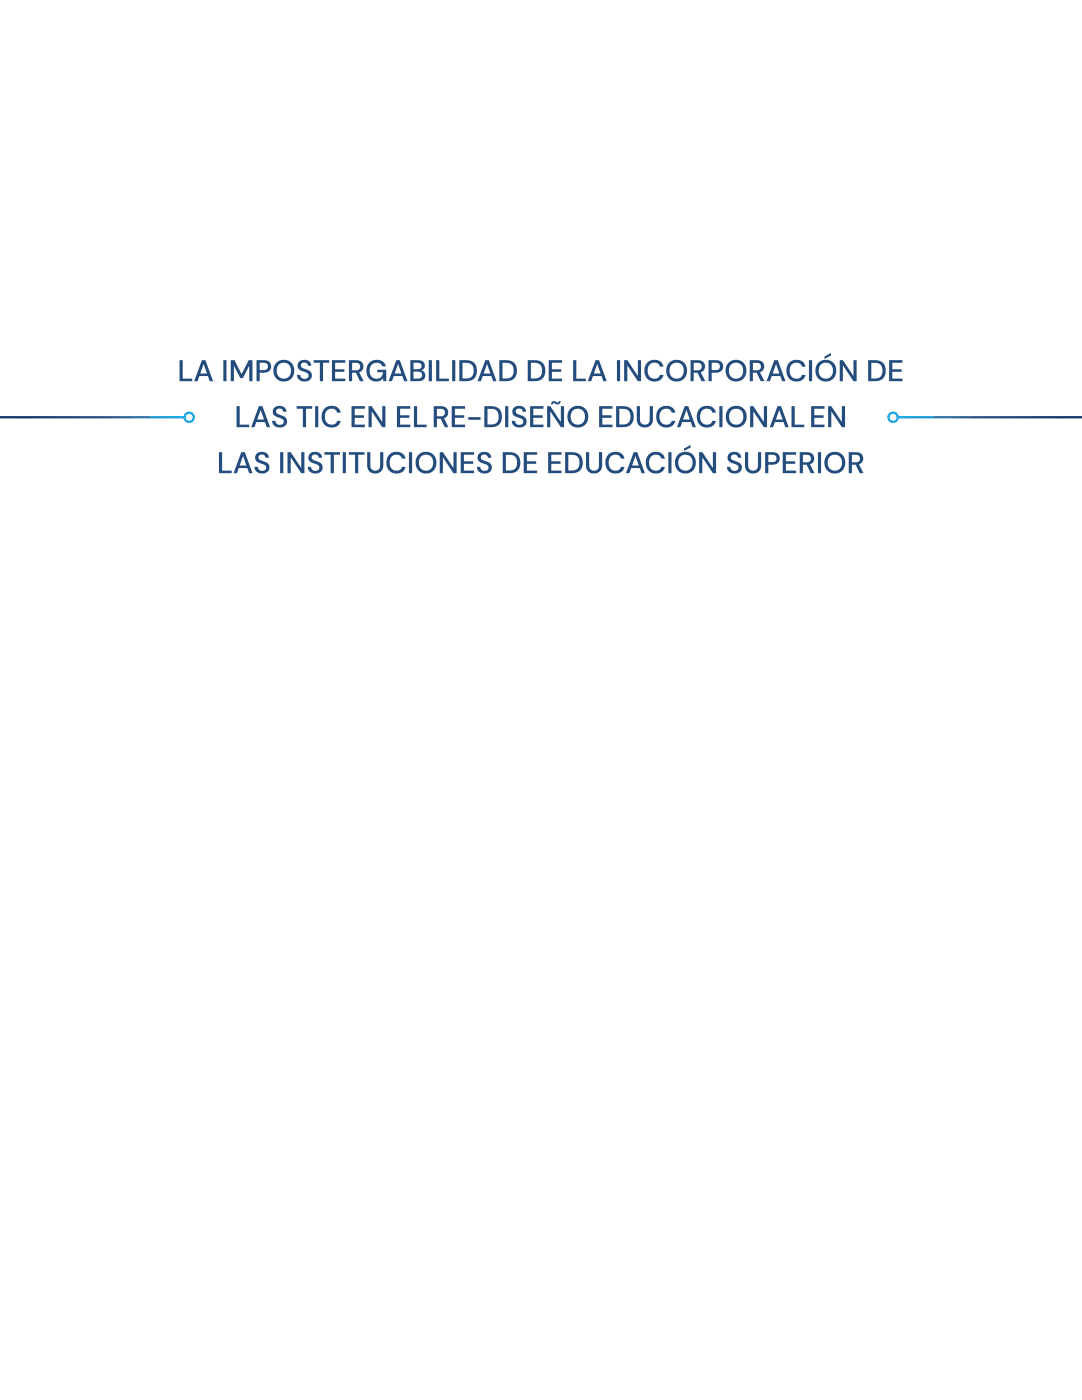 LA IMPOSTERGABILIDAD DE LA INCORPORACIÓN DE
LAS TIC EN EL RE-DISEÑO EDUCACIONAL EN
LAS INSTITUCIONES DE EDUCACIÓN SUPERIOR